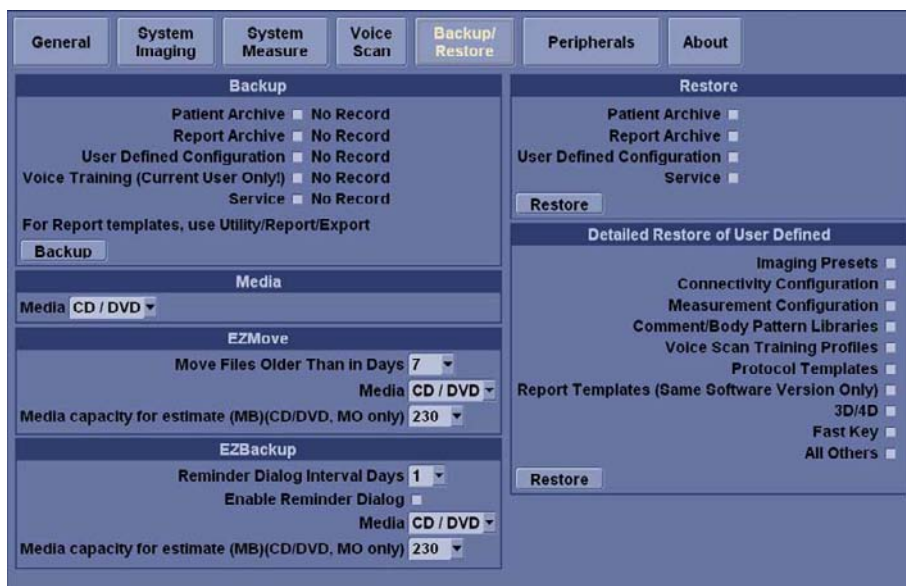 General
System Imaging
System Measure
Voice Scan
Backup/ Restore
Peripherals
About
Backup
Patient Archive No Record
Report Archive No Record
User Defined Configuration No Record
Voice Training (Current User Only!) No Record
Service No Record
For Report templates, use Utility/Report/Export
Backup
Media
Media CD / DVD
EZMove
Move Files Older Than in Days 7
Media CD / DVD
Media capacity for estimate (MB)(CD/DVD, MO only) 230
EZBackup
Reminder Dialog Interval Days 1
Enable Reminder Dialog
Media CD / DVD
Media capacity for estimate (MB)(CD/DVD, MO only) 230
Restore
Patient Archive
Report Archive
User Defined Configuration
Service
Restore
Detailed Restore of User Defined
Imaging Presets
Connectivity Configuration
Measurement Configuration
Comment/Body Pattern Libraries
Voice Scan Training Profiles
Protocol Templates
Report Templates (Same Software Version Only)
3D/4D
Fast Key
All Others
Restore